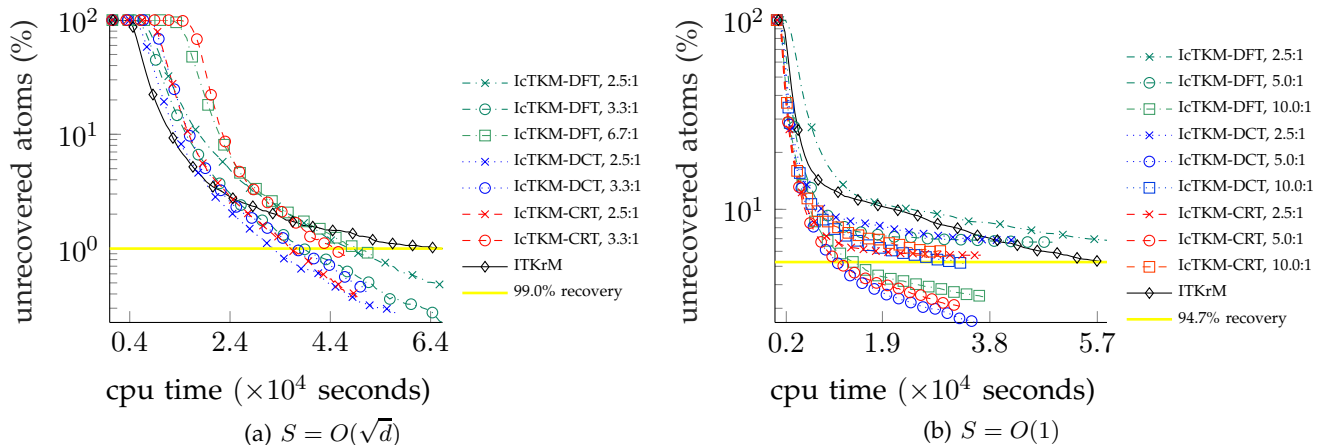 unrecovered atoms (%)
10^2
10^1
10^0
0.4 2.4 4.4 6.4
cpu time (×10^4 seconds)
(a) S = O(√d)
IcTKM-DFT, 2.5:1
IcTKM-DFT, 3.3:1
IcTKM-DFT, 6.7:1
IcTKM-DCT, 2.5:1
IcTKM-DCT, 3.3:1
IcTKM-CRT, 2.5:1
IcTKM-CRT, 3.3:1
ITKrM
99.0% recovery
unrecovered atoms (%)
10^2
10^1
0.2 1.9 3.8 5.7
cpu time (×10^4 seconds)
(b) S = O(1)
IcTKM-DFT, 2.5:1
IcTKM-DFT, 5.0:1
IcTKM-DFT, 10.0:1
IcTKM-DCT, 2.5:1
IcTKM-DCT, 5.0:1
IcTKM-DCT, 10.0:1
IcTKM-CRT, 2.5:1
IcTKM-CRT, 5.0:1
IcTKM-CRT, 10.0:1
ITKrM
94.7% recovery